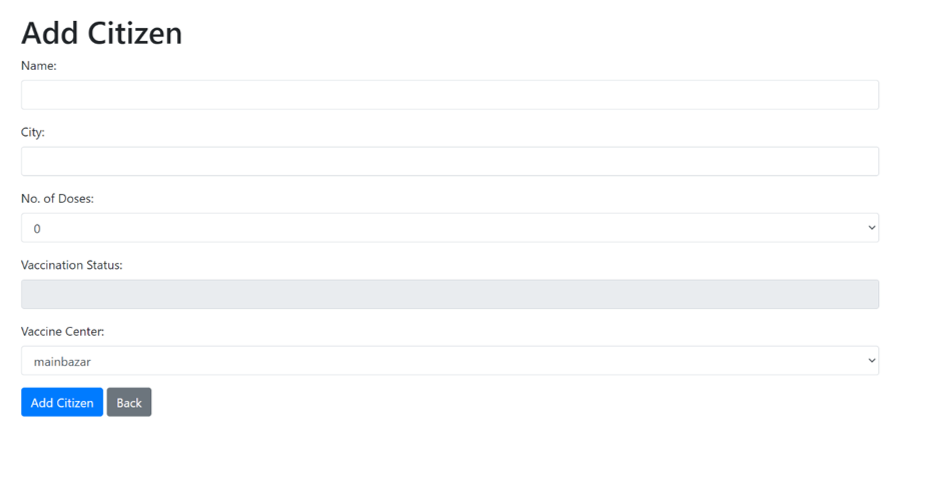 Add Citizen
Name:
City:
No. of Doses:
0
Vaccination Status:
Vaccine Center:
mainbazar
Add Citizen Back